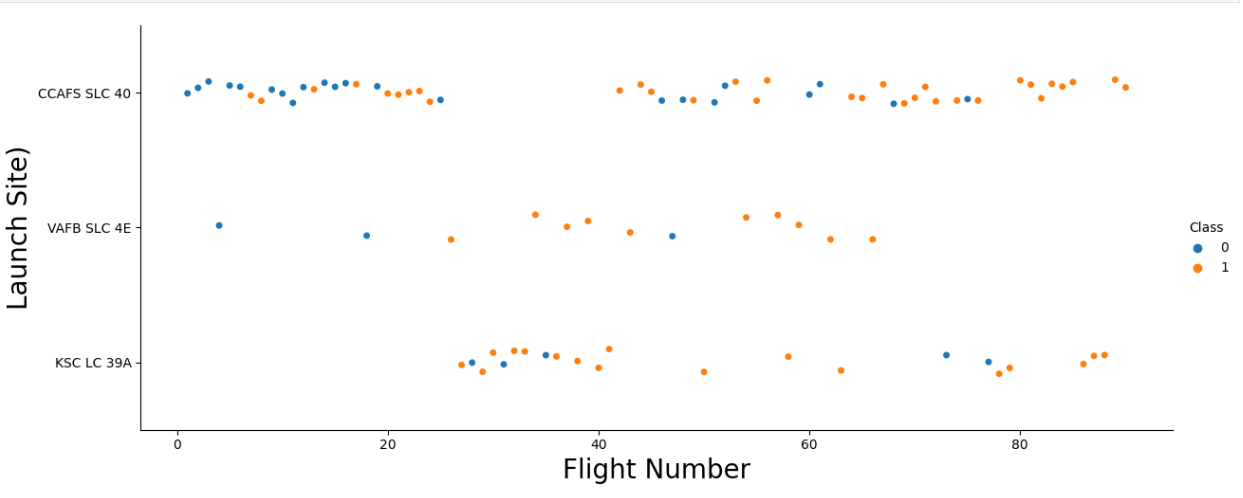 CCAFS SLC 40
VAFB SLC 4E
KSC LC 39A
Launch Site)
0 20 40 60 80
Flight Number
Class
0
1